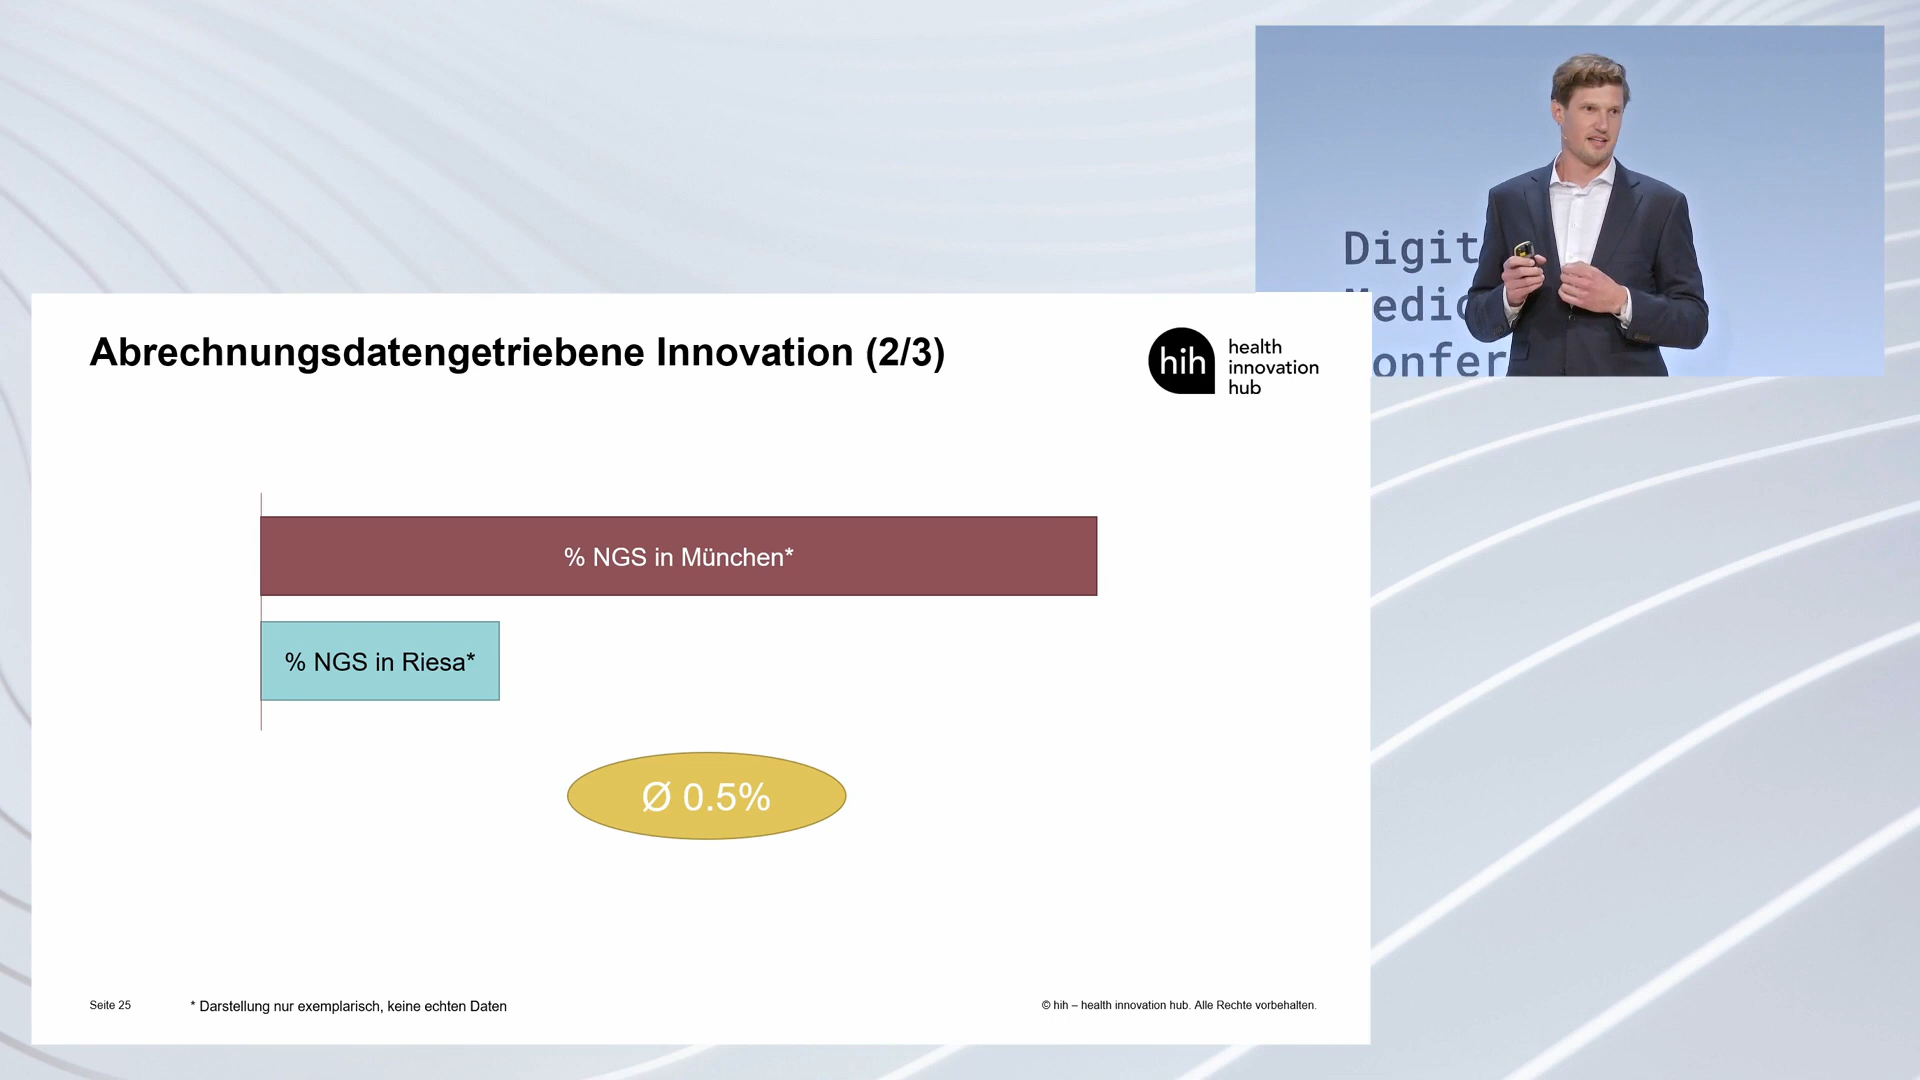 Digit
Medic
onfer
Abrechnungsdatengetriebene Innovation (2/3)
hih
health
innovation
hub
% NGS in München*
% NGS in Riesa*
Ø 0.5%
Seite 25
* Darstellung nur exemplarisch, keine echten Daten
© hih – health innovation hub. Alle Rechte vorbehalten.